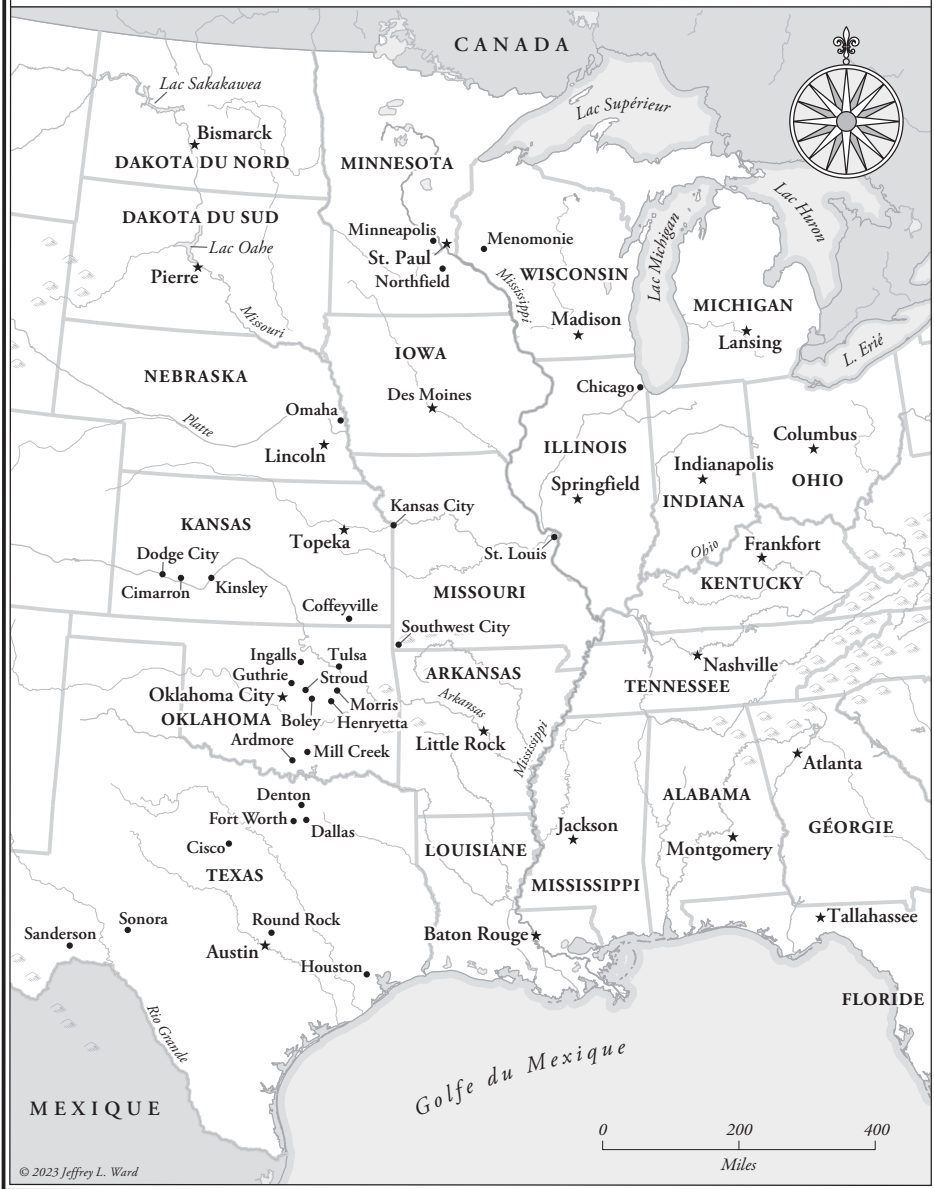 CANADA
Lac Sakakawea
Lac Supérieur
Bismarck
DAKOTA DU NORD
MINNESOTA
Lac Huron
DAKOTA DU SUD
Lac Michigan
Minneapolis
Menomonie
Lac Oahe
St. Paul
Pierre
Northfield
WISCONSIN
Mississippi
MICHIGAN
Missouri
Madison
Lansing
L. Erié
IOWA
NEBRASKA
Chicago
Des Moines
Omaha
Platte
Columbus
Lincoln
ILLINOIS
Indianapolis
Springfield
OHIO
INDIANA
Kansas City
KANSAS
Topeka
St. Louis
Ohio
Frankfort
Dodge City
KENTUCKY
Cimarron
Kinsley
MISSOURI
Coffeyville
Southwest City
Ingalls
Tulsa
Nashville
Guthrie
Stroud
ARKANSAS
TENNESSEE
Oklahoma City
Morris
Arkansas
OKLAHOMA
Boley
Henryetta
Ardmore
Mill Creek
Little Rock
Mississippi
Atlanta
Denton
ALABAMA
Fort Worth
Dallas
Jackson
GÉORGIE
Cisco
LOUISIANE
Montgomery
TEXAS
MISSISSIPPI
Sonora
Round Rock
Tallahassee
Sanderson
Austin
Baton Rouge
Houston
FLORIDE
Rio Grande
Golfe du Mexique
MEXIQUE
0 200 400
Miles
© 2023 Jeffrey L. Ward